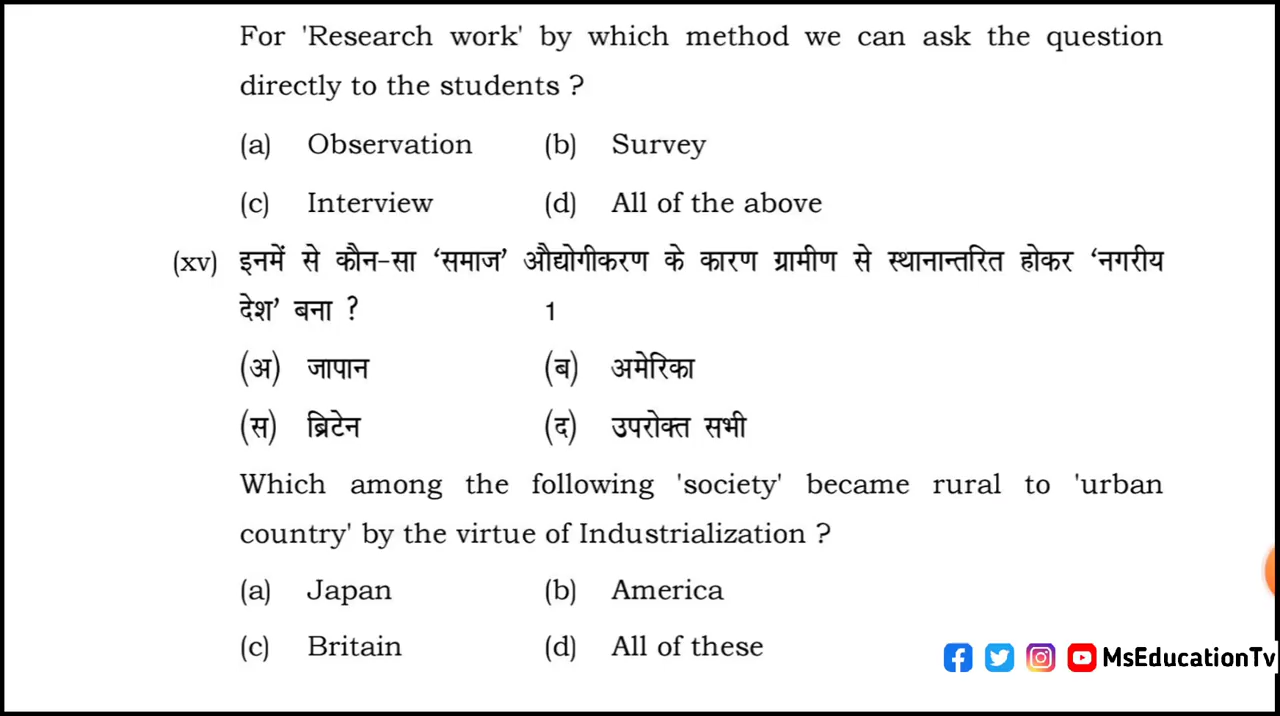 For 'Research work' by which method we can ask the question
directly to the students ?
(a) Observation (b) Survey
(c) Interview (d) All of the above
(xv) इनमें से कौन-सा ‘समाज’ औद्योगीकरण के कारण ग्रामीण से स्थानान्तरित होकर ‘नगरीय
देश’ बना ? 1
(अ) जापान (ब) अमेरिका
(स) ब्रिटेन (द) उपरोक्त सभी
Which among the following 'society' became rural to 'urban
country' by the virtue of Industrialization ?
(a) Japan (b) America
(c) Britain (d) All of these
MsEducationTv